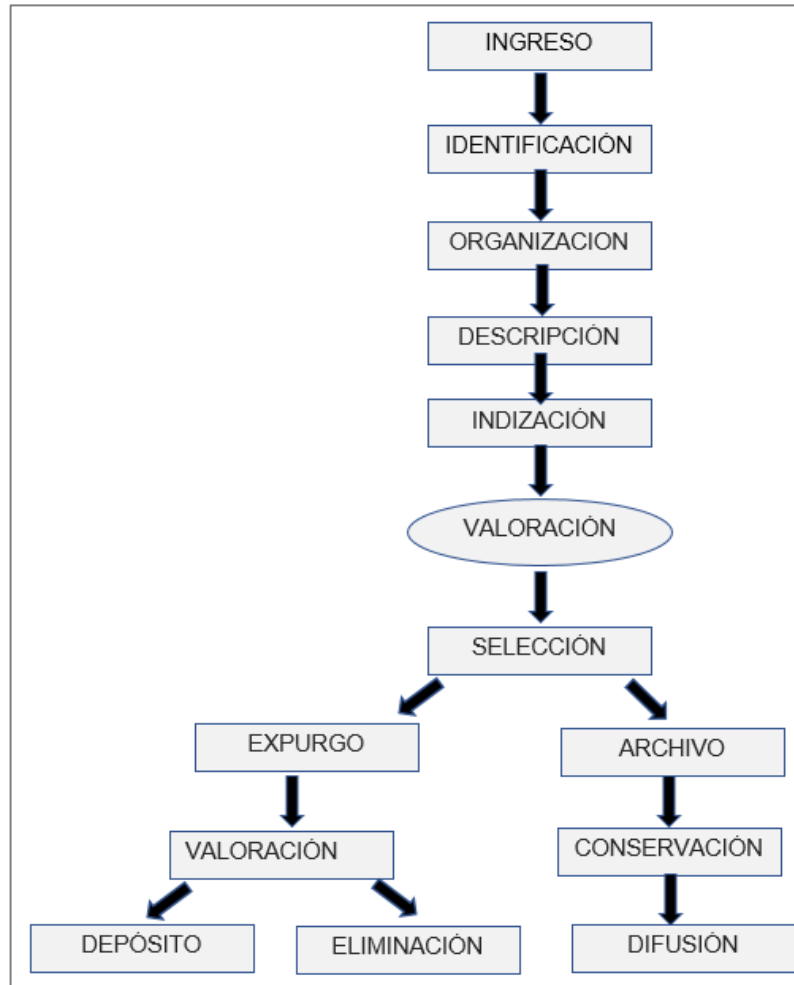 INGRESO
IDENTIFICACIÓN
ORGANIZACION
DESCRIPCIÓN
INDIZACIÓN
VALORACIÓN
SELECCIÓN
EXPURGO
ARCHIVO
VALORACIÓN
CONSERVACIÓN
DEPÓSITO
ELIMINACIÓN
DIFUSIÓN